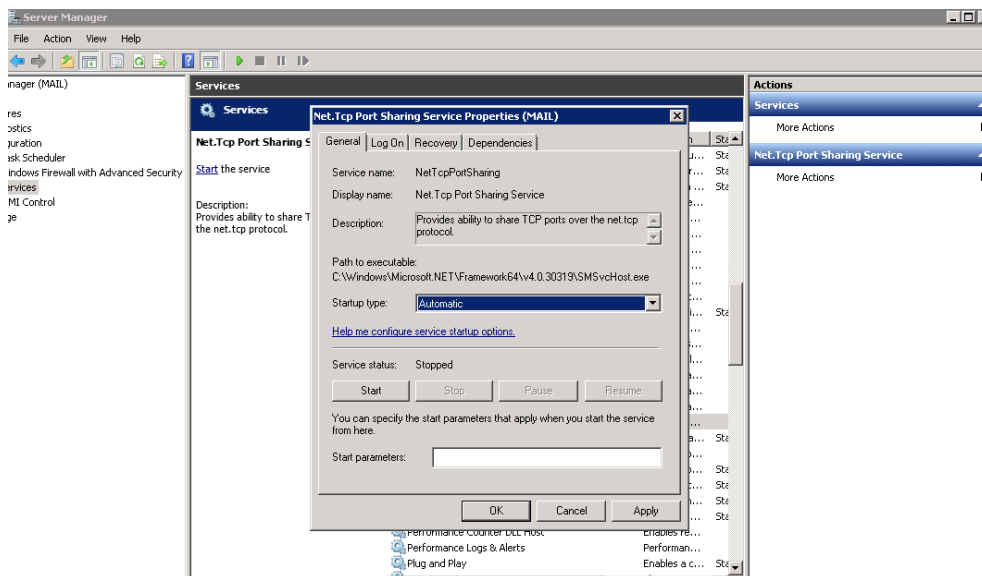 Server Manager
File Action View Help
nager (MAIL)
res
ostics
guration
ask Scheduler
indows Firewall with Advanced Security
ervices
MI Control
ge
Services
Services
Net.Tcp Port Sharing S
Start the service
Description:
Provides ability to share T
the net.tcp protocol.
Net.Tcp Port Sharing Service Properties (MAIL)
General Log On Recovery Dependencies
Service name: NetTcpPortSharing
Display name: Net.Tcp Port Sharing Service
Description: Provides ability to share TCP ports over the net.tcp
protocol.
Path to executable:
C:\Windows\Microsoft.NET\Framework64\v4.0.30319\SMSvcHost.exe
Startup type: Automatic
Help me configure service startup options.
Service status: Stopped
Start Stop Pause Resume
You can specify the start parameters that apply when you start the service
from here.
Start parameters:
OK Cancel Apply
Performance Counter DLL Host Enables re...
Performance Logs & Alerts Performan...
Plug and Play Enables a c... Sta
Actions
Services
More Actions
Net.Tcp Port Sharing Service
More Actions